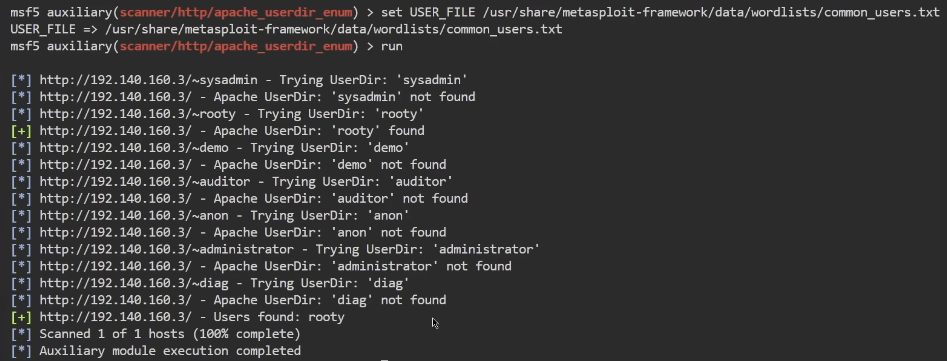 msf5 auxiliary(scanner/http/apache_userdir_enum) > set USER_FILE /usr/share/metasploit-framework/data/wordlists/common_users.txt
USER_FILE => /usr/share/metasploit-framework/data/wordlists/common_users.txt
msf5 auxiliary(scanner/http/apache_userdir_enum) > run
[*] http://192.140.160.3/~sysadmin - Trying UserDir: 'sysadmin'
[*] http://192.140.160.3/ - Apache UserDir: 'sysadmin' not found
[*] http://192.140.160.3/~rooty - Trying UserDir: 'rooty'
[+] http://192.140.160.3/ - Apache UserDir: 'rooty' found
[*] http://192.140.160.3/~demo - Trying UserDir: 'demo'
[*] http://192.140.160.3/ - Apache UserDir: 'demo' not found
[*] http://192.140.160.3/~auditor - Trying UserDir: 'auditor'
[*] http://192.140.160.3/ - Apache UserDir: 'auditor' not found
[*] http://192.140.160.3/~anon - Trying UserDir: 'anon'
[*] http://192.140.160.3/ - Apache UserDir: 'anon' not found
[*] http://192.140.160.3/~administrator - Trying UserDir: 'administrator'
[*] http://192.140.160.3/ - Apache UserDir: 'administrator' not found
[*] http://192.140.160.3/~diag - Trying UserDir: 'diag'
[*] http://192.140.160.3/ - Apache UserDir: 'diag' not found
[+] http://192.140.160.3/ - Users found: rooty
[*] Scanned 1 of 1 hosts (100% complete)
[*] Auxiliary module execution completed